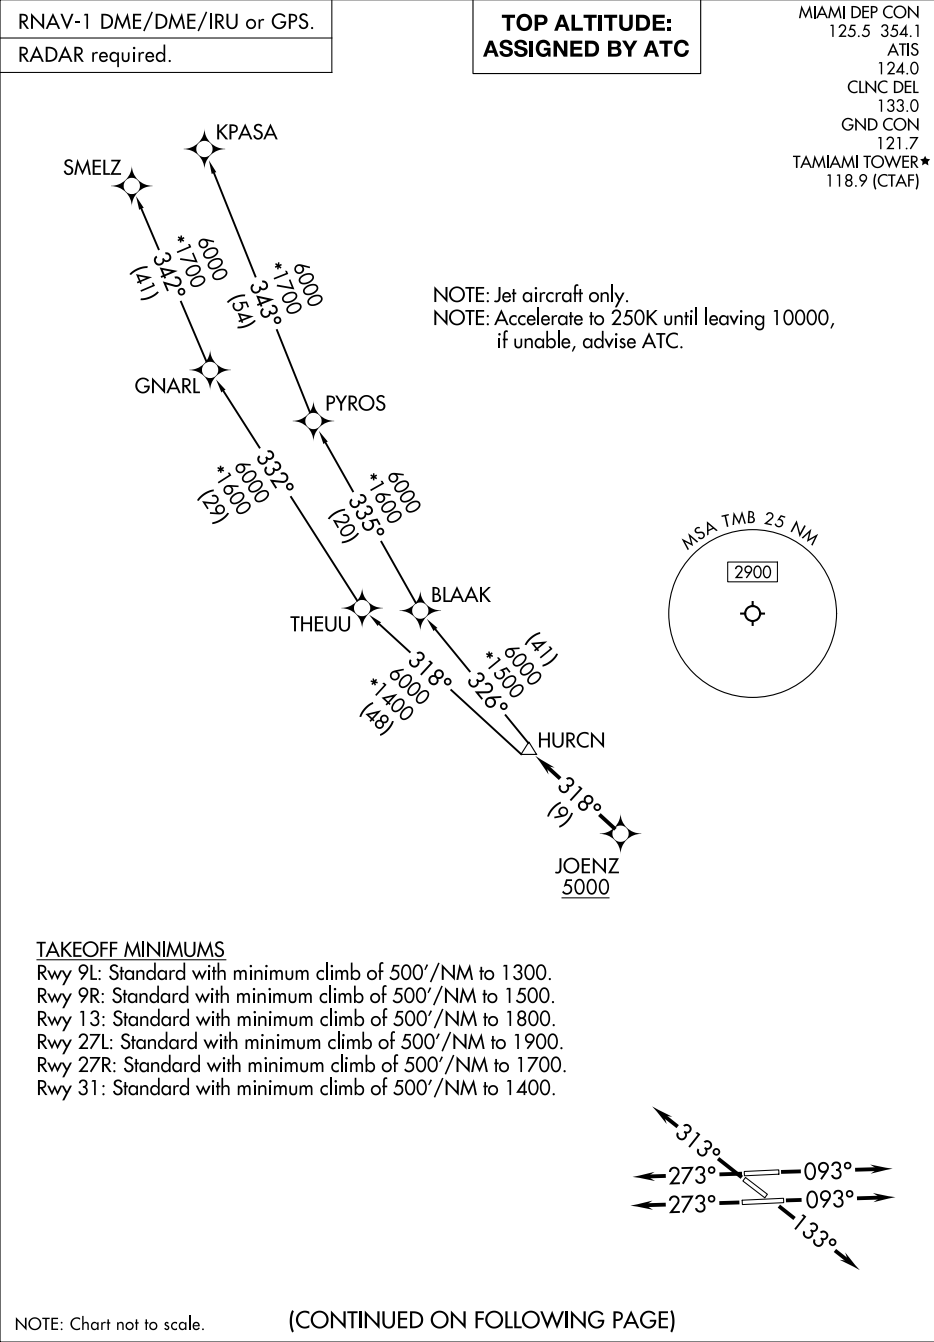 RNAV-1 DME/DME/IRU or GPS.
RADAR required.
TOP ALTITUDE:
ASSIGNED BY ATC
MIAMI DEP CON
125.5 354.1
ATIS
124.0
CLNC DEL
133.0
GND CON
121.7
TAMIAMI TOWER★
118.9 (CTAF)
KPASA
SMELZ
6000
*1700
342°
(41)
6000
*1700
343°
(54)
NOTE: Jet aircraft only.
NOTE: Accelerate to 250K until leaving 10000,
if unable, advise ATC.
GNARL
PYROS
332°
6000
*1600
(29)
6000
*1600
335°
(20)
MSA TMB 25 NM
2900
BLAAK
THEUU
318°
6000
*1400
(48)
(41)
6000
*1500
326°
HURCN
318°
(9)
JOENZ
5000
TAKEOFF MINIMUMS
Rwy 9L: Standard with minimum climb of 500'/NM to 1300.
Rwy 9R: Standard with minimum climb of 500'/NM to 1500.
Rwy 13: Standard with minimum climb of 500'/NM to 1800.
Rwy 27L: Standard with minimum climb of 500'/NM to 1900.
Rwy 27R: Standard with minimum climb of 500'/NM to 1700.
Rwy 31: Standard with minimum climb of 500'/NM to 1400.
313°
273°
093°
273°
093°
133°
NOTE: Chart not to scale.
(CONTINUED ON FOLLOWING PAGE)